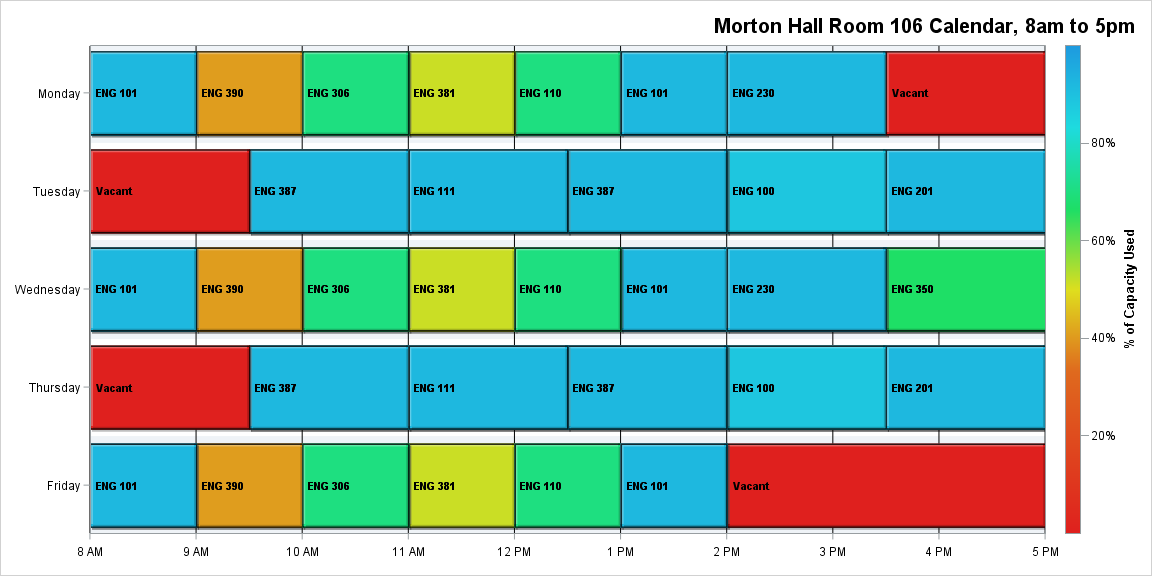 Morton Hall Room 106 Calendar, 8am to 5pm
Monday
ENG 101
ENG 390
ENG 306
ENG 381
ENG 110
ENG 101
ENG 230
Vacant
Tuesday
Vacant
ENG 387
ENG 111
ENG 387
ENG 100
ENG 201
Wednesday
ENG 101
ENG 390
ENG 306
ENG 381
ENG 110
ENG 101
ENG 230
ENG 350
Thursday
Vacant
ENG 387
ENG 111
ENG 387
ENG 100
ENG 201
Friday
ENG 101
ENG 390
ENG 306
ENG 381
ENG 110
ENG 101
Vacant
8 AM
9 AM
10 AM
11 AM
12 PM
1 PM
2 PM
3 PM
4 PM
5 PM
80%
60%
40%
20%
% of Capacity Used